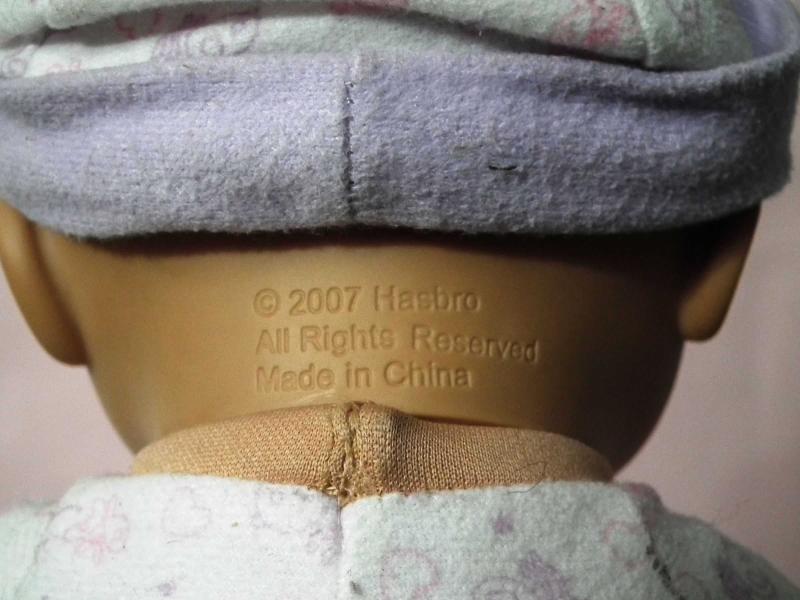 © 2007 Hasbro
All Rights Reserved
Made in China